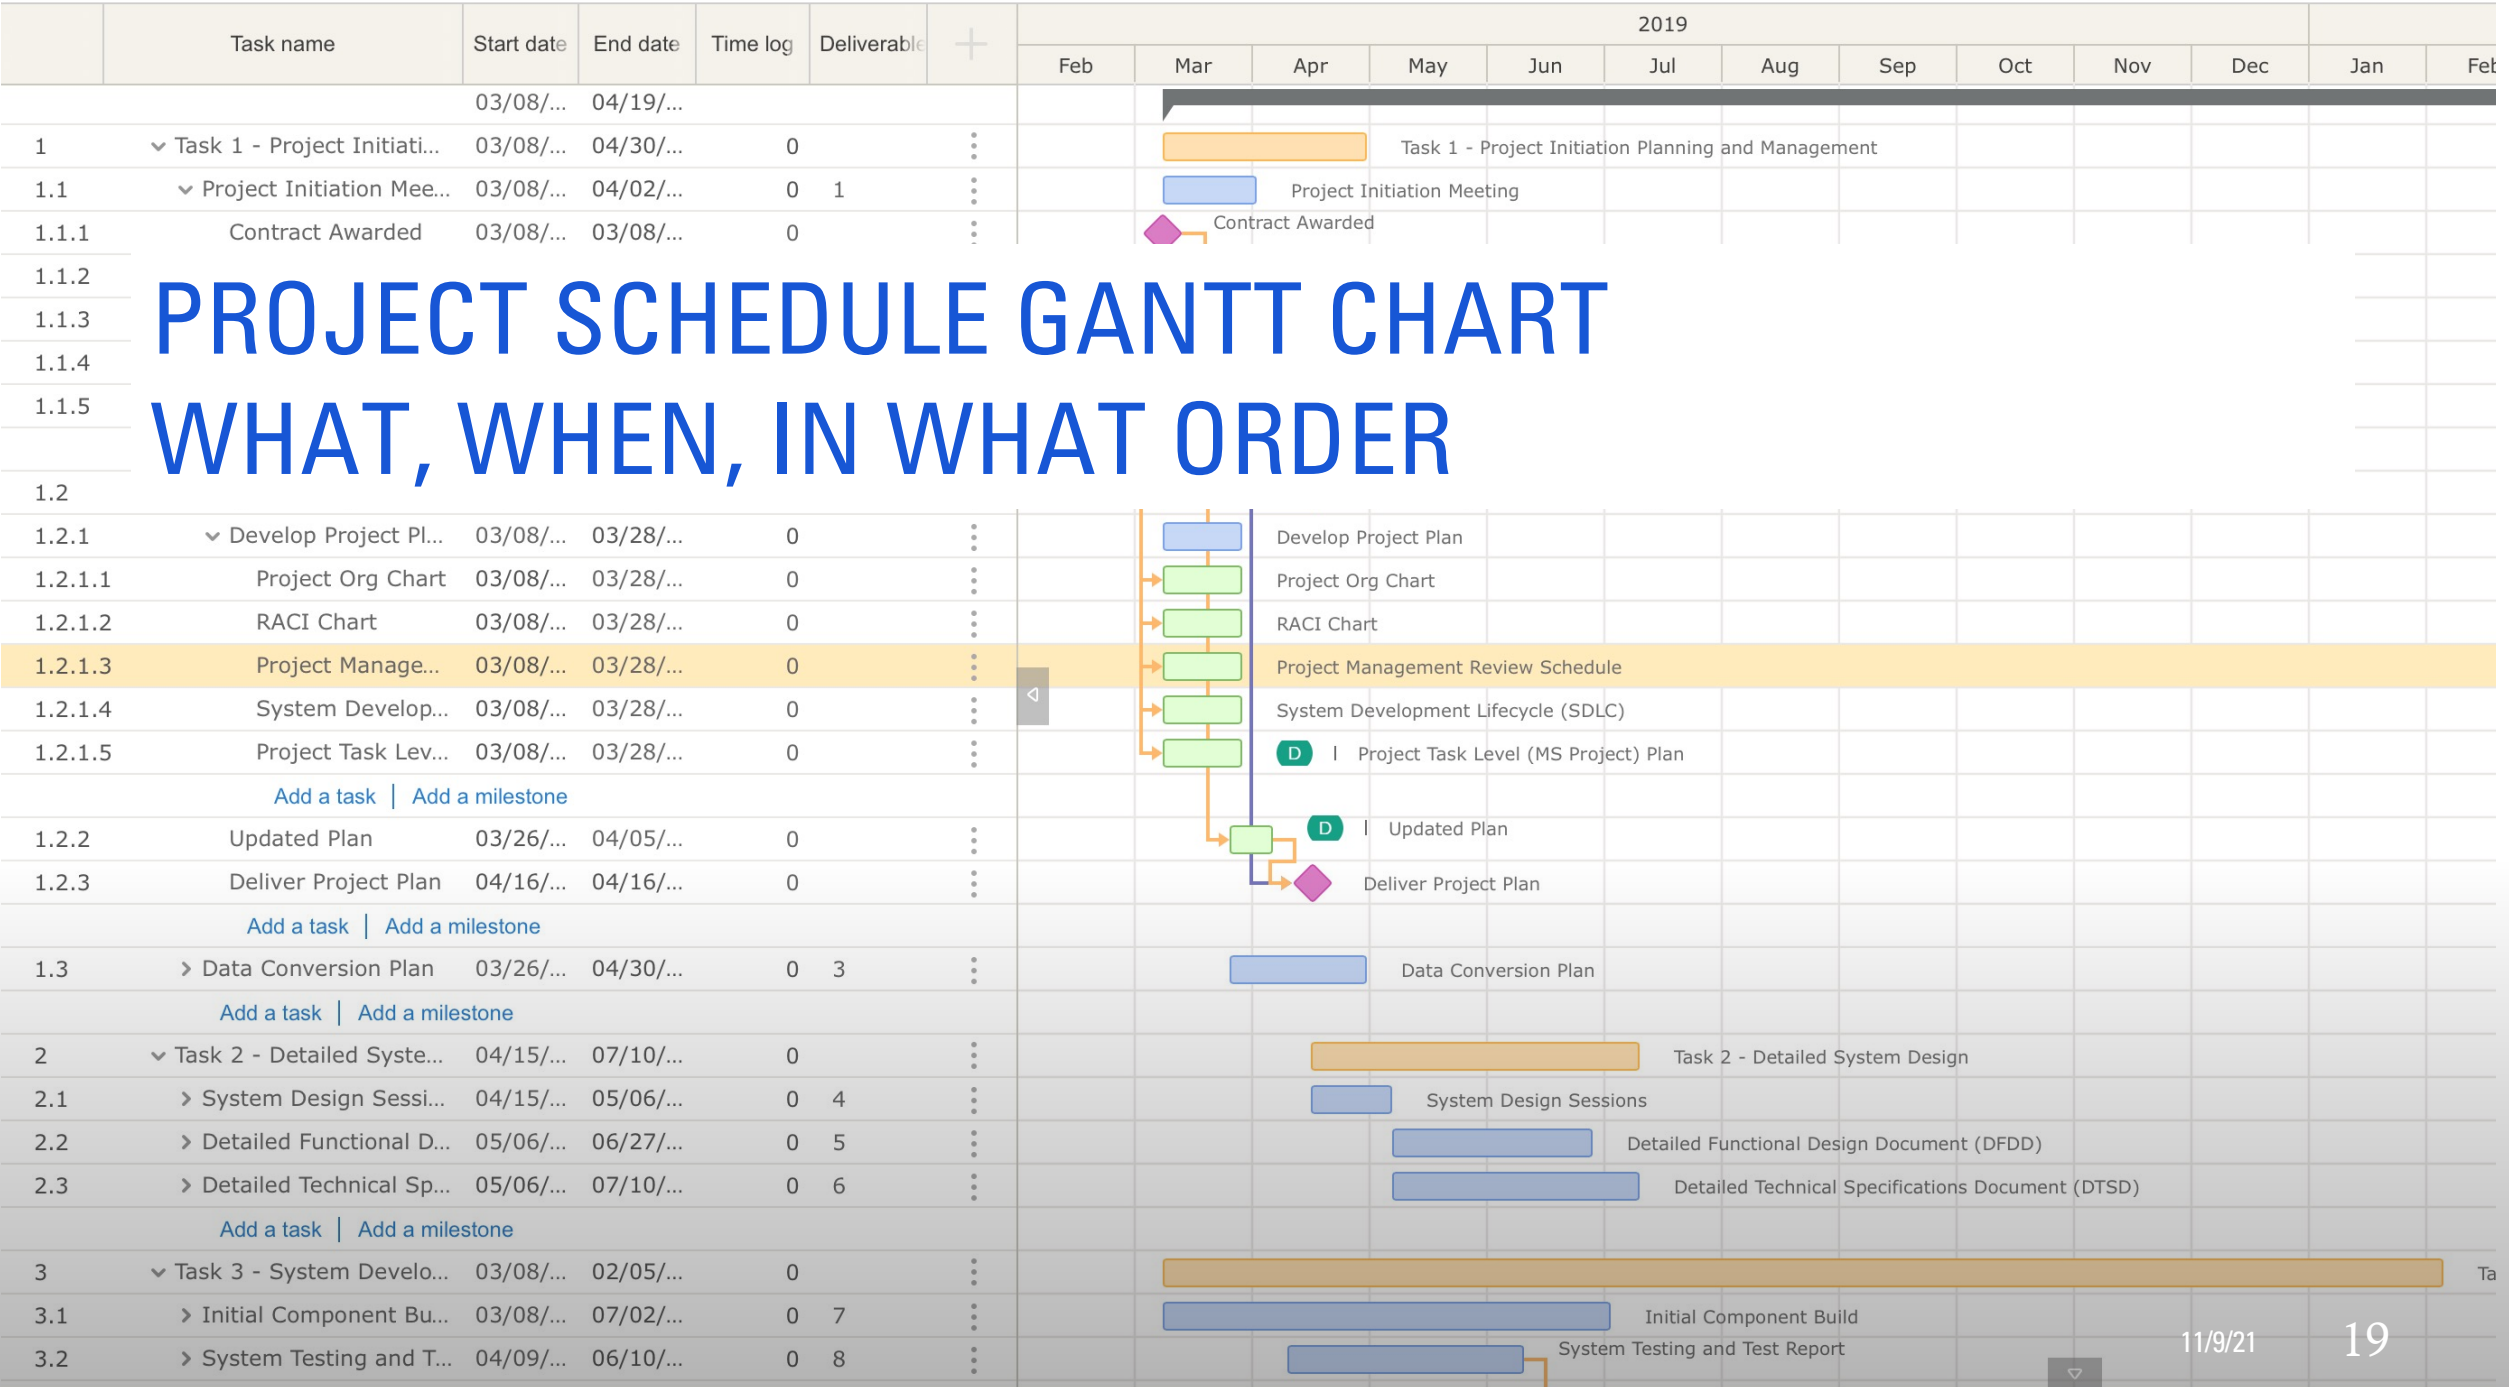 2019
Task name Start date End date Time log Deliverable
Feb Mar Apr May Jun Jul Aug Sep Oct Nov Dec Jan Feb
03/08/... 04/19/...
1 Task 1 - Project Initiati... 03/08/... 04/30/... 0 Task 1 - Project Initiation Planning and Management
1.1 Project Initiation Mee... 03/08/... 04/02/... 0 1 Project Initiation Meeting
1.1.1 Contract Awarded 03/08/... 03/08/... 0 Contract Awarded
1.1.2
1.1.3
1.1.4
1.1.5
PROJECT SCHEDULE GANTT CHART
WHAT, WHEN, IN WHAT ORDER
1.2
1.2.1 Develop Project Pl... 03/08/... 03/28/... 0 Develop Project Plan
1.2.1.1 Project Org Chart 03/08/... 03/28/... 0 Project Org Chart
1.2.1.2 RACI Chart 03/08/... 03/28/... 0 RACI Chart
1.2.1.3 Project Manage... 03/08/... 03/28/... 0 Project Management Review Schedule
1.2.1.4 System Develop... 03/08/... 03/28/... 0 System Development Lifecycle (SDLC)
1.2.1.5 Project Task Lev... 03/08/... 03/28/... 0 D | Project Task Level (MS Project) Plan
Add a task | Add a milestone
1.2.2 Updated Plan 03/26/... 04/05/... 0 D | Updated Plan
1.2.3 Deliver Project Plan 04/16/... 04/16/... 0 Deliver Project Plan
Add a task | Add a milestone
1.3 Data Conversion Plan 03/26/... 04/30/... 0 3 Data Conversion Plan
Add a task | Add a milestone
2 Task 2 - Detailed Syste... 04/15/... 07/10/... 0 Task 2 - Detailed System Design
2.1 System Design Sessi... 04/15/... 05/06/... 0 4 System Design Sessions
2.2 Detailed Functional D... 05/06/... 06/27/... 0 5 Detailed Functional Design Document (DFDD)
2.3 Detailed Technical Sp... 05/06/... 07/10/... 0 6 Detailed Technical Specifications Document (DTSD)
Add a task | Add a milestone
3 Task 3 - System Develo... 03/08/... 02/05/... 0 Ta
3.1 Initial Component Bu... 03/08/... 07/02/... 0 7 Initial Component Build
3.2 System Testing and T... 04/09/... 06/10/... 0 8 System Testing and Test Report
11/9/21 19